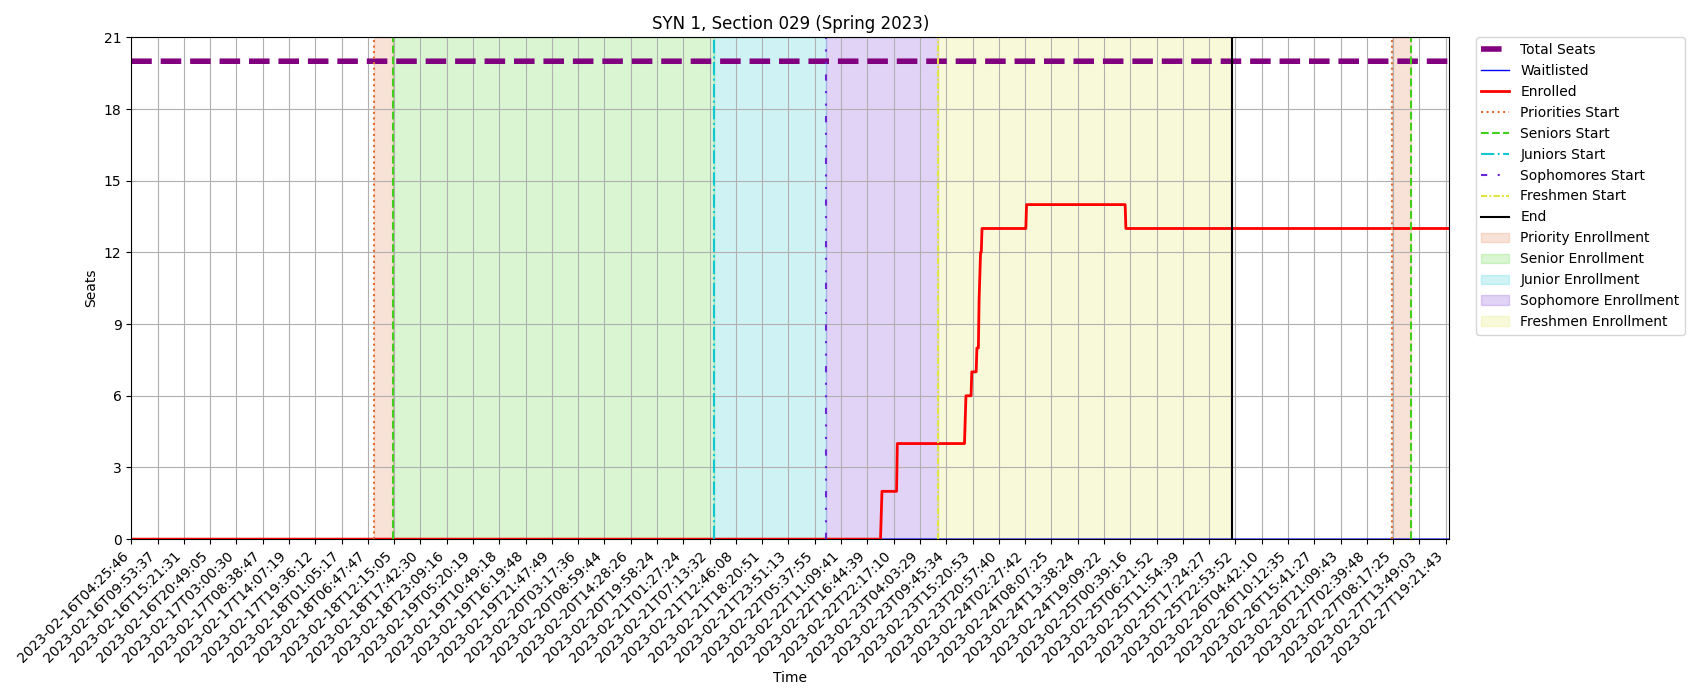 SYN 1, Section 029 (Spring 2023)
21
18
15
12
9
6
3
0
Seats
2023-02-16T04:25:46
2023-02-16T09:53:37
2023-02-16T15:21:31
2023-02-16T20:49:05
2023-02-17T03:00:30
2023-02-17T08:38:47
2023-02-17T14:07:19
2023-02-17T19:36:12
2023-02-18T01:05:17
2023-02-18T06:47:47
2023-02-18T12:15:05
2023-02-18T17:42:30
2023-02-18T23:09:16
2023-02-19T05:20:19
2023-02-19T10:49:18
2023-02-19T16:19:48
2023-02-19T21:47:49
2023-02-20T03:17:36
2023-02-20T08:59:44
2023-02-20T14:28:26
2023-02-20T19:58:24
2023-02-21T01:27:24
2023-02-21T07:13:32
2023-02-21T12:46:08
2023-02-21T18:20:51
2023-02-21T23:51:13
2023-02-22T05:37:55
2023-02-22T11:09:41
2023-02-22T16:44:39
2023-02-22T22:17:10
2023-02-23T04:03:29
2023-02-23T09:45:34
2023-02-23T15:20:53
2023-02-23T20:57:40
2023-02-24T02:27:42
2023-02-24T08:07:25
2023-02-24T13:38:24
2023-02-24T19:09:22
2023-02-25T00:39:16
2023-02-25T06:21:52
2023-02-25T11:54:39
2023-02-25T17:24:27
2023-02-25T22:53:52
2023-02-26T04:42:10
2023-02-26T10:12:35
2023-02-26T15:41:27
2023-02-26T21:09:43
2023-02-27T02:39:48
2023-02-27T08:17:25
2023-02-27T13:49:03
2023-02-27T19:21:43
Time
Total Seats
Waitlisted
Enrolled
Priorities Start
Seniors Start
Juniors Start
Sophomores Start
Freshmen Start
End
Priority Enrollment
Senior Enrollment
Junior Enrollment
Sophomore Enrollment
Freshmen Enrollment